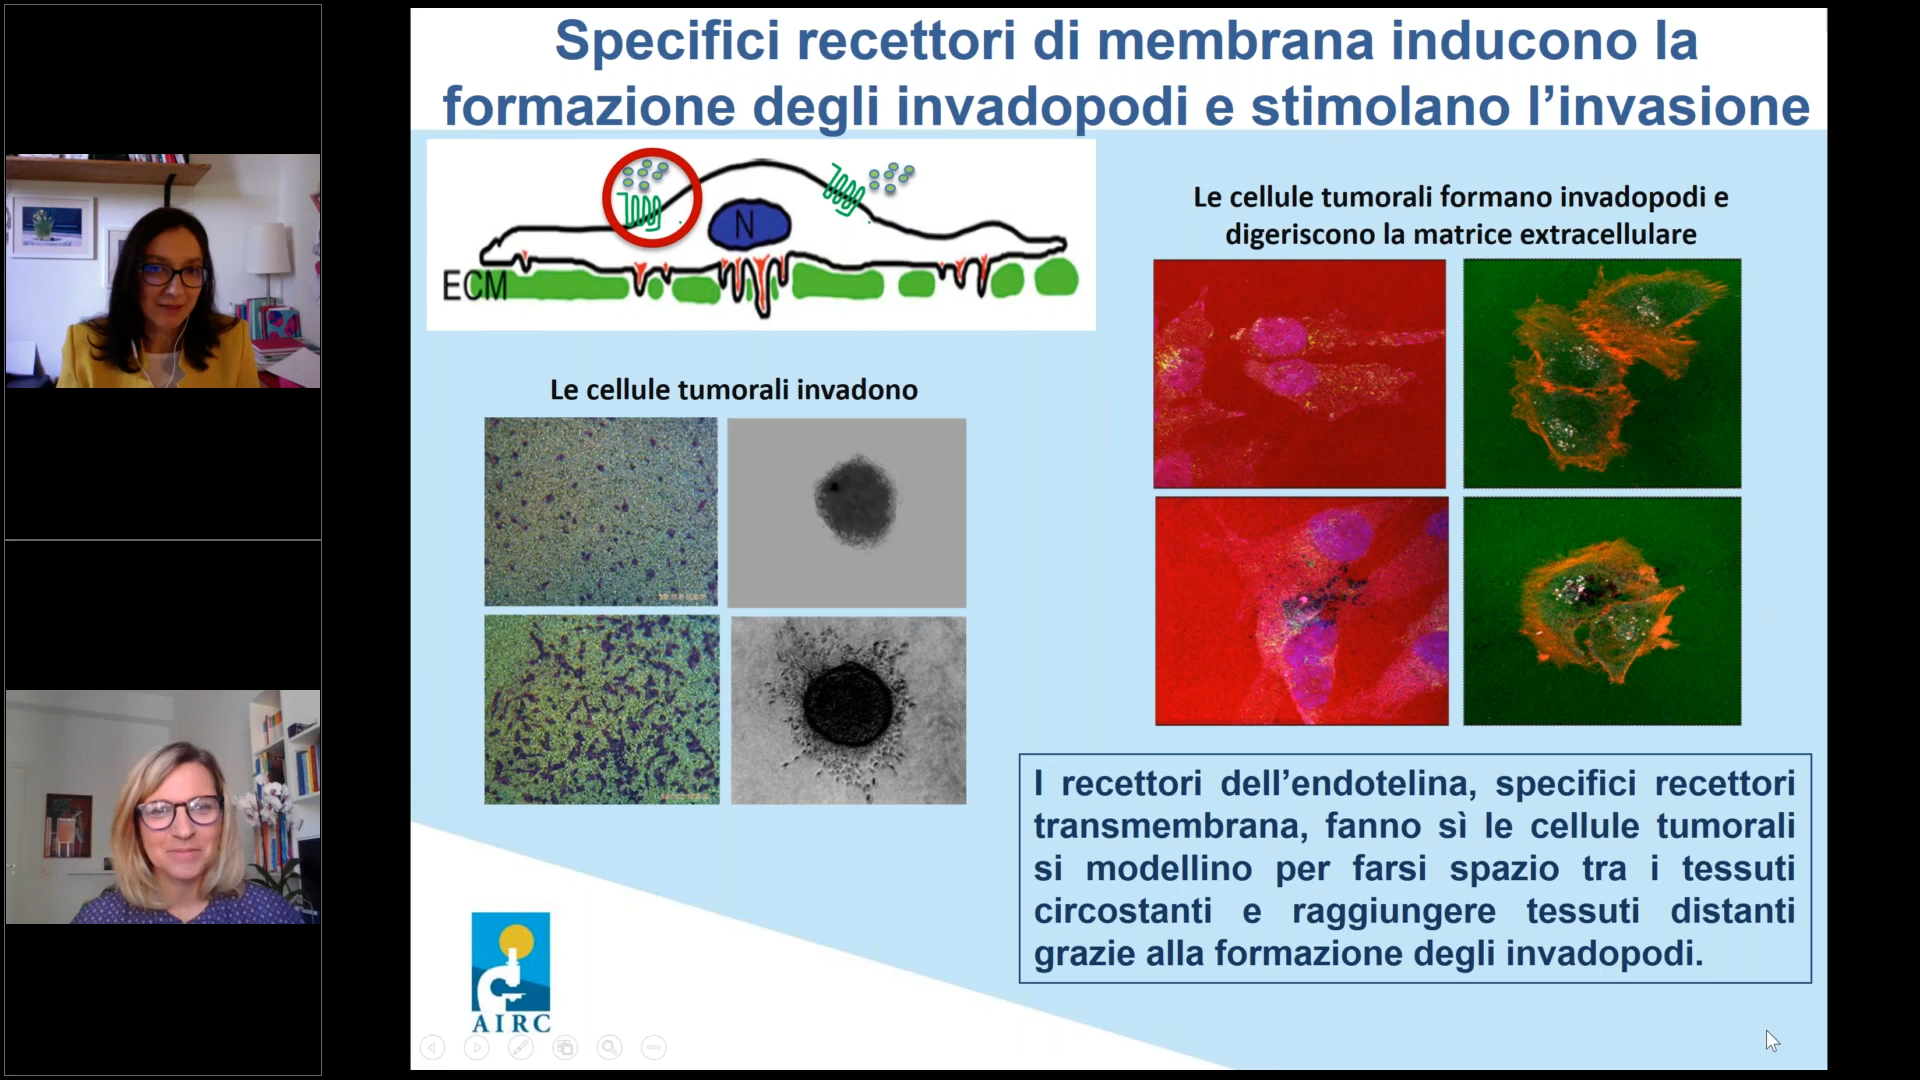 Specifici recettori di membrana inducono la
formazione degli invadopodi e stimolano l’invasione
N
ECM
Le cellule tumorali invadono
Le cellule tumorali formano invadopodi e
digeriscono la matrice extracellulare
I recettori dell’endotelina, specifici recettori
transmembrana, fanno sì le cellule tumorali
si modellino per farsi spazio tra i tessuti
circostanti e raggiungere tessuti distanti
grazie alla formazione degli invadopodi.
AIRC